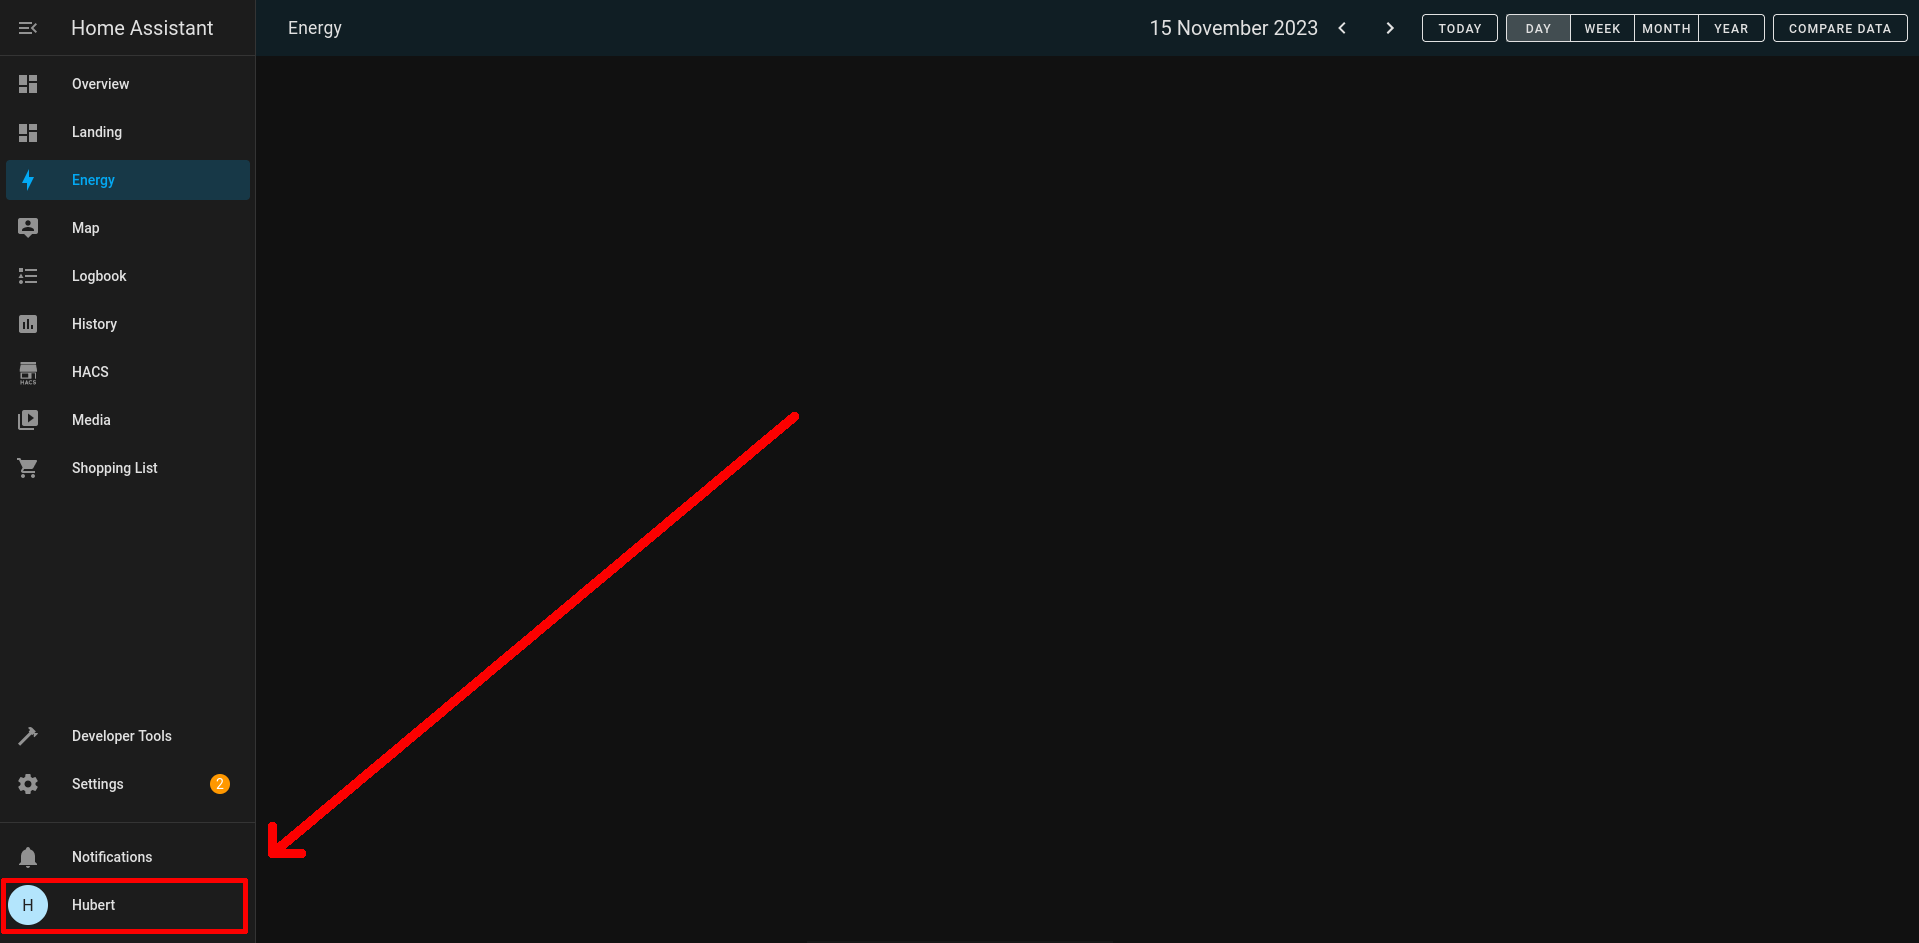 Home Assistant
Energy
15 November 2023
TODAY
DAY
WEEK
MONTH
YEAR
COMPARE DATA
Overview
Landing
Energy
Map
Logbook
History
HACS
HACS
Media
Shopping List
Developer Tools
Settings
2
Notifications
H
Hubert